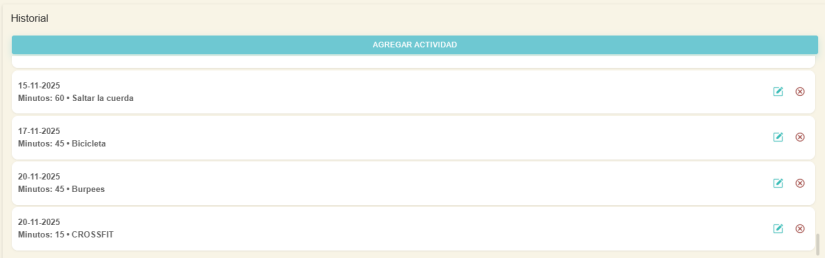 Historial
AGREGAR ACTIVIDAD
15-11-2025
Minutos: 60 • Saltar la cuerda
17-11-2025
Minutos: 45 • Bicicleta
20-11-2025
Minutos: 45 • Burpees
20-11-2025
Minutos: 15 • CROSSFIT